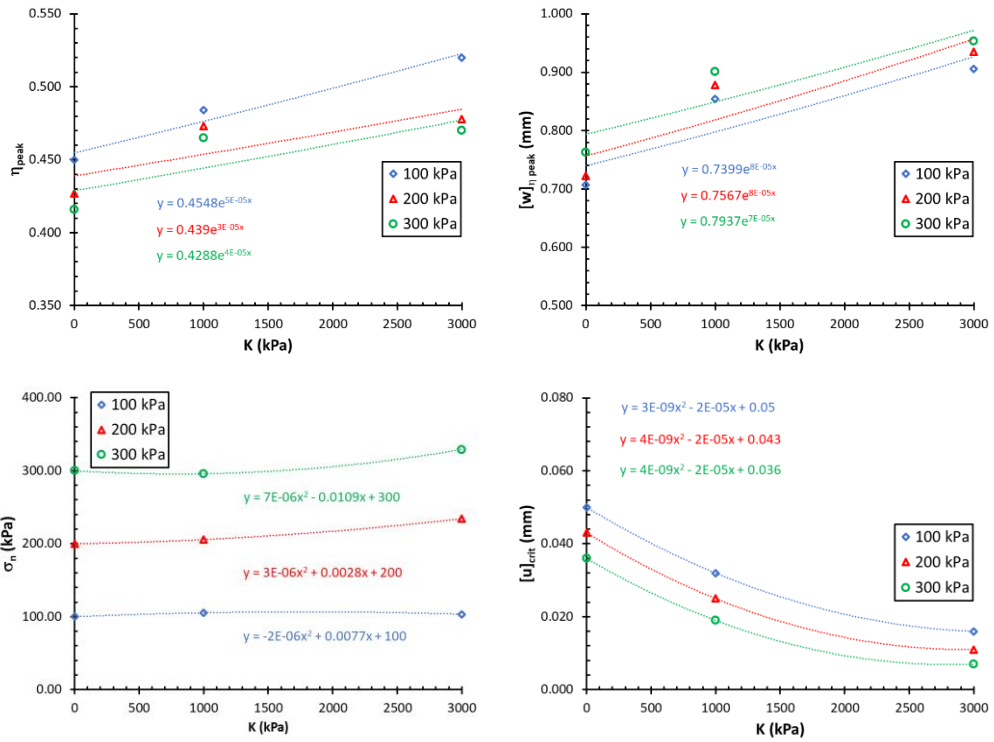 0.550
0.500
0.450
0.400
0.350
η_peak
100 kPa
200 kPa
300 kPa
y = 0.4548e^5E-05x
y = 0.439e^3E-05x
y = 0.4288e^4E-05x
0 500 1000 1500 2000 2500 3000
K (kPa)
1.000
0.900
0.800
0.700
0.600
0.500
[w]_η peak (mm)
y = 0.7399e^8E-05x
y = 0.7567e^8E-05x
y = 0.7937e^7E-05x
100 kPa
200 kPa
300 kPa
0 500 1000 1500 2000 2500 3000
K (kPa)
400.00
300.00
200.00
100.00
0.00
σ_n (kPa)
100 kPa
200 kPa
300 kPa
y = 7E-06x² - 0.0109x + 300
y = 3E-06x² + 0.0028x + 200
y = -2E-06x² + 0.0077x + 100
0 500 1000 1500 2000 2500 3000
K (kPa)
0.080
0.060
0.040
0.020
0.000
[u]_crit (mm)
y = 3E-09x² - 2E-05x + 0.05
y = 4E-09x² - 2E-05x + 0.043
y = 4E-09x² - 2E-05x + 0.036
100 kPa
200 kPa
300 kPa
0 500 1000 1500 2000 2500 3000
K (kPa)